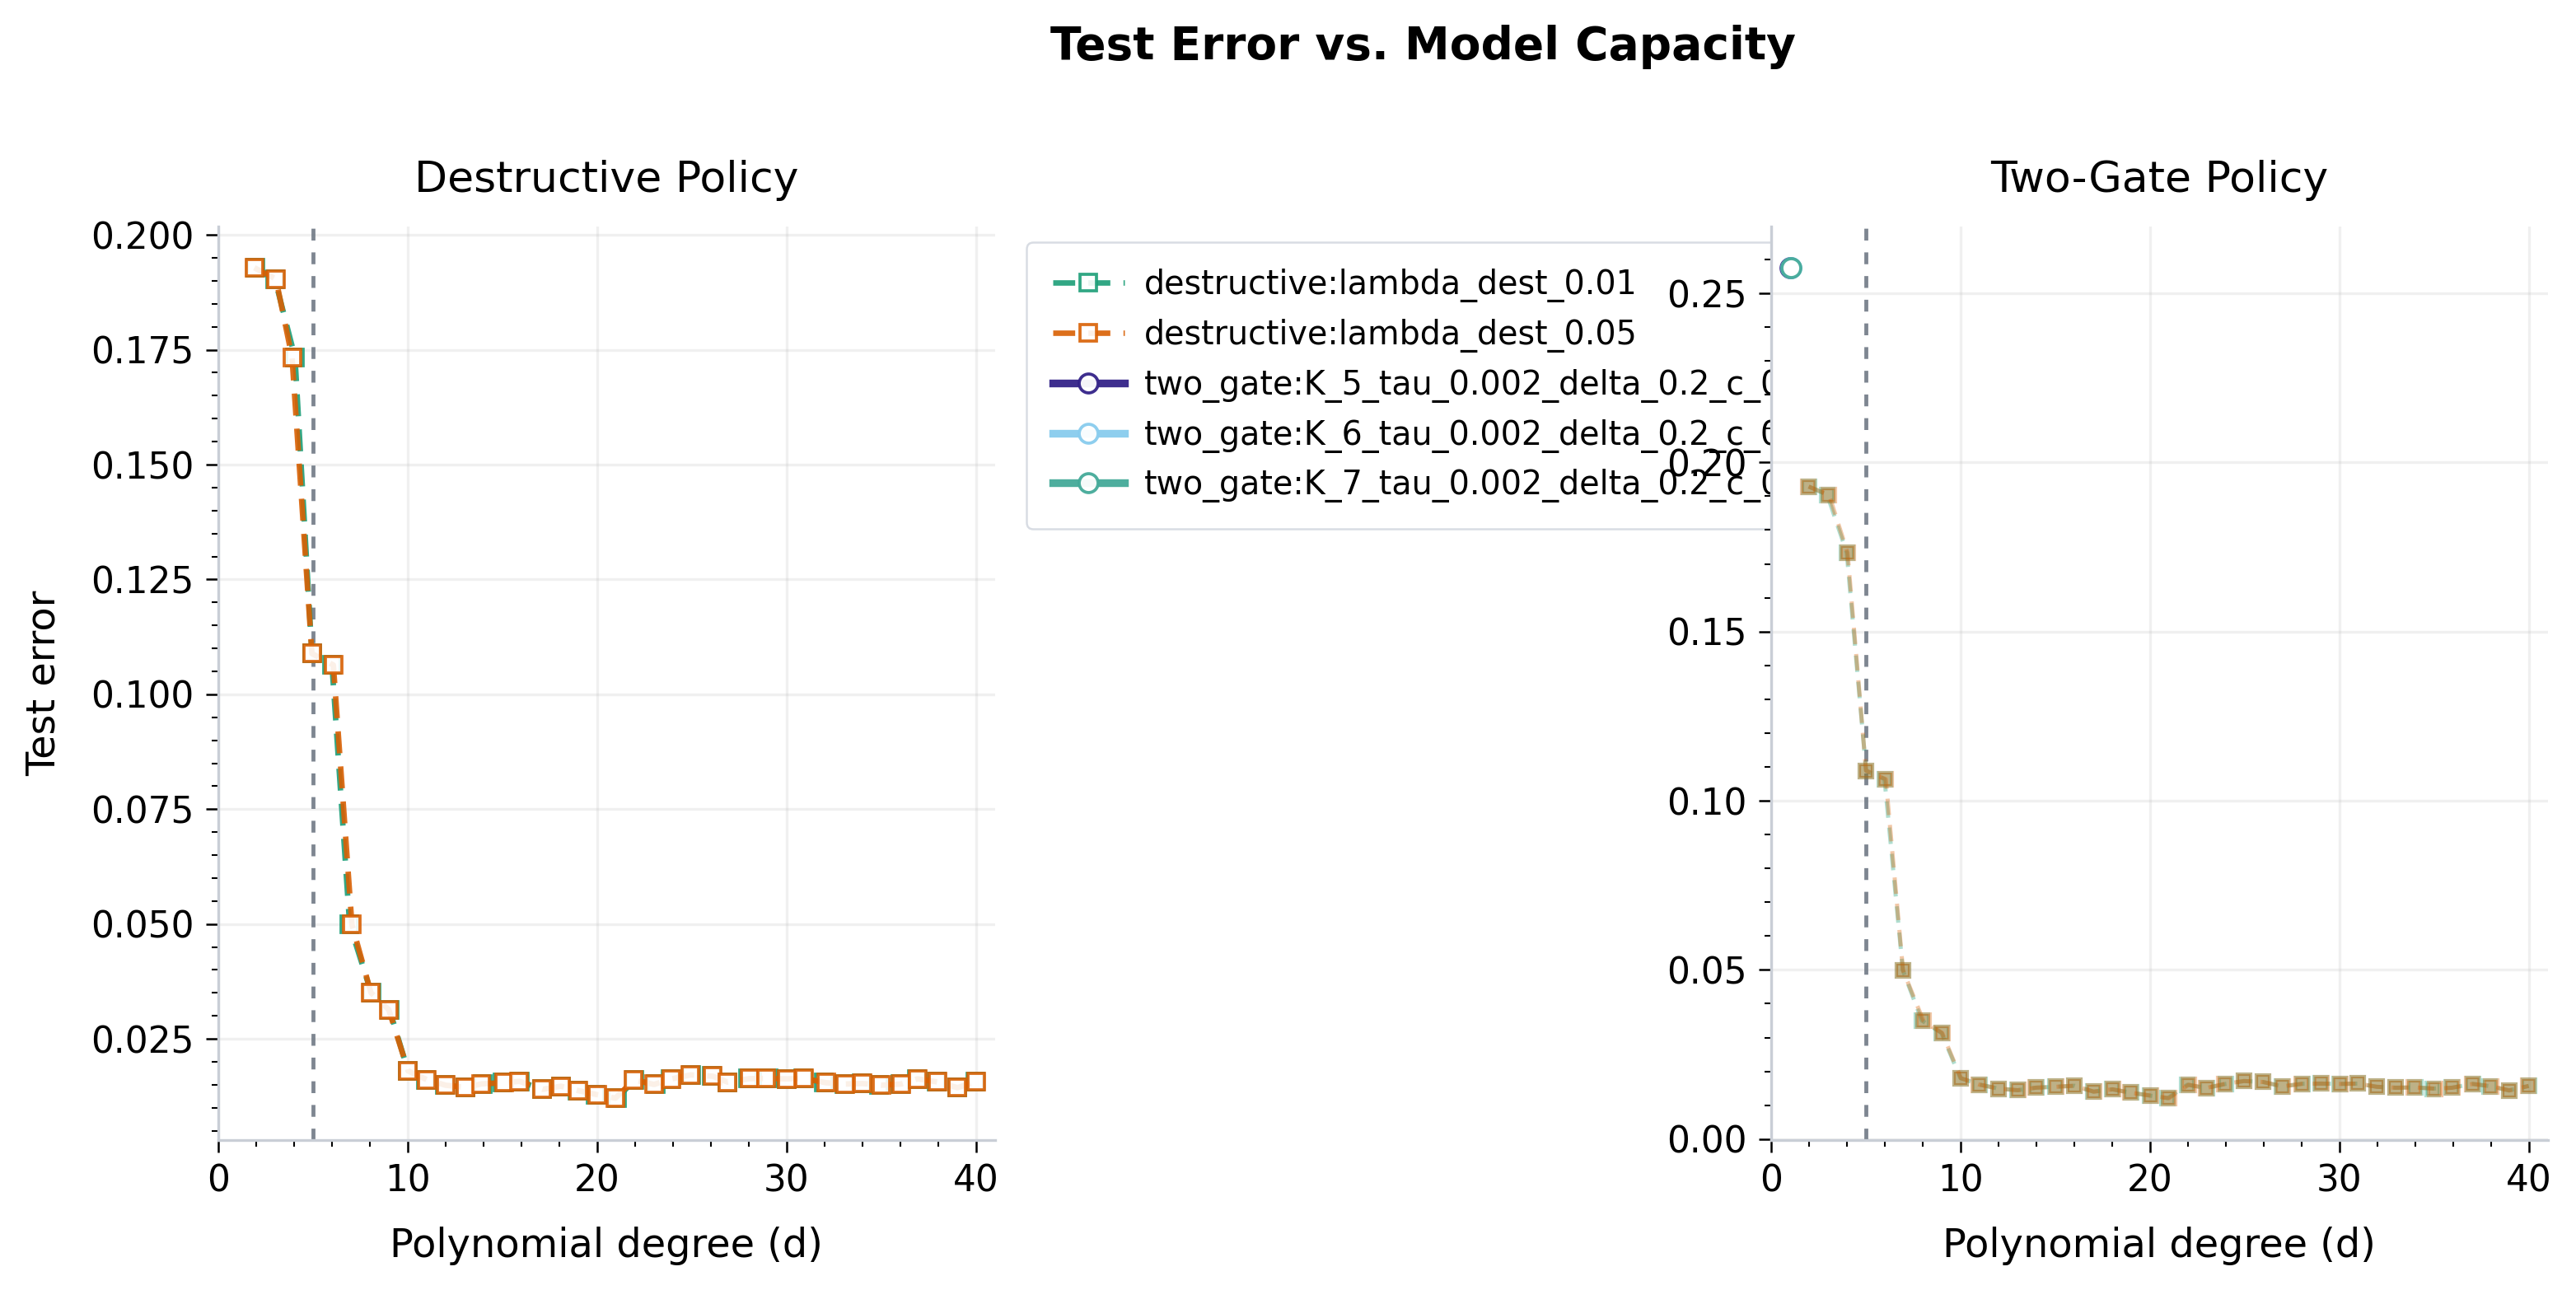 Test Error vs. Model Capacity
Destructive Policy
Test error
0.200
0.175
0.150
0.125
0.100
0.075
0.050
0.025
0 10 20 30 40
Polynomial degree (d)
destructive:lambda_dest_0.01
destructive:lambda_dest_0.05
two_gate:K_5_tau_0.002_delta_0.2_c_
two_gate:K_6_tau_0.002_delta_0.2_c_
two_gate:K_7_tau_0.002_delta_0.2_c_
Two-Gate Policy
0.25
0.20
0.15
0.10
0.05
0.00
0 10 20 30 40
Polynomial degree (d)